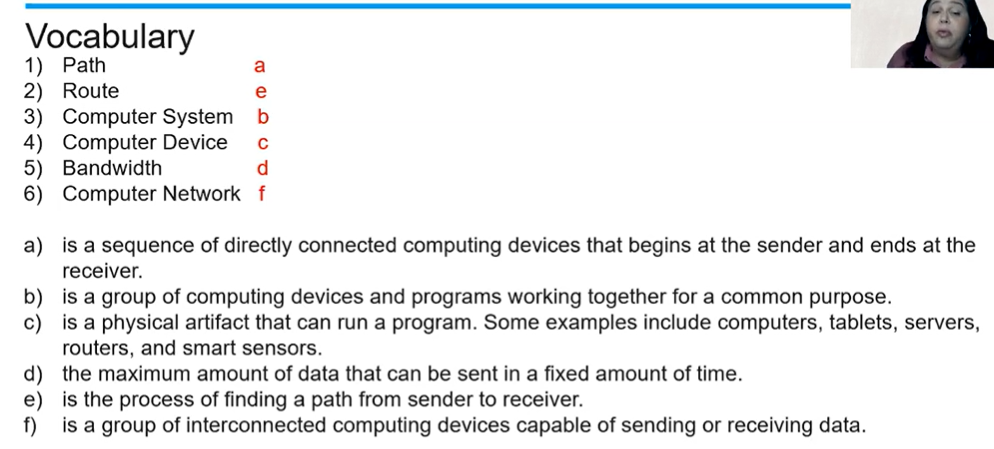 Vocabulary
1) Path a
2) Route e
3) Computer System b
4) Computer Device c
5) Bandwidth d
6) Computer Network f
a) is a sequence of directly connected computing devices that begins at the sender and ends at the
receiver.
b) is a group of computing devices and programs working together for a common purpose.
c) is a physical artifact that can run a program. Some examples include computers, tablets, servers,
routers, and smart sensors.
d) the maximum amount of data that can be sent in a fixed amount of time.
e) is the process of finding a path from sender to receiver.
f) is a group of interconnected computing devices capable of sending or receiving data.